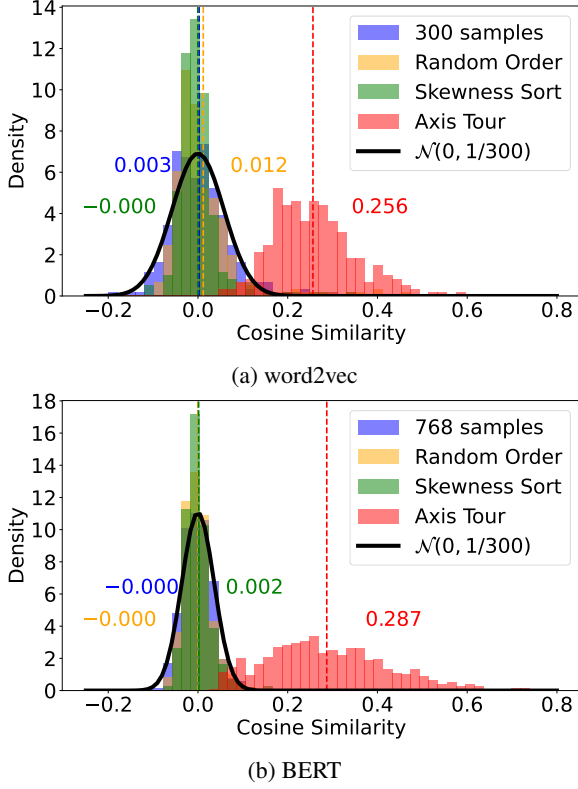 14
12
10
8
6
4
2
0
Density
300 samples
Random Order
Skewness Sort
Axis Tour
𝒩(0, 1/300)
0.003
0.012
−0.000
0.256
−0.2 0.0 0.2 0.4 0.6 0.8
Cosine Similarity
(a) word2vec
18
16
14
12
10
8
6
4
2
0
Density
768 samples
Random Order
Skewness Sort
Axis Tour
𝒩(0, 1/300)
−0.000
0.002
−0.000
0.287
−0.2 0.0 0.2 0.4 0.6 0.8
Cosine Similarity
(b) BERT